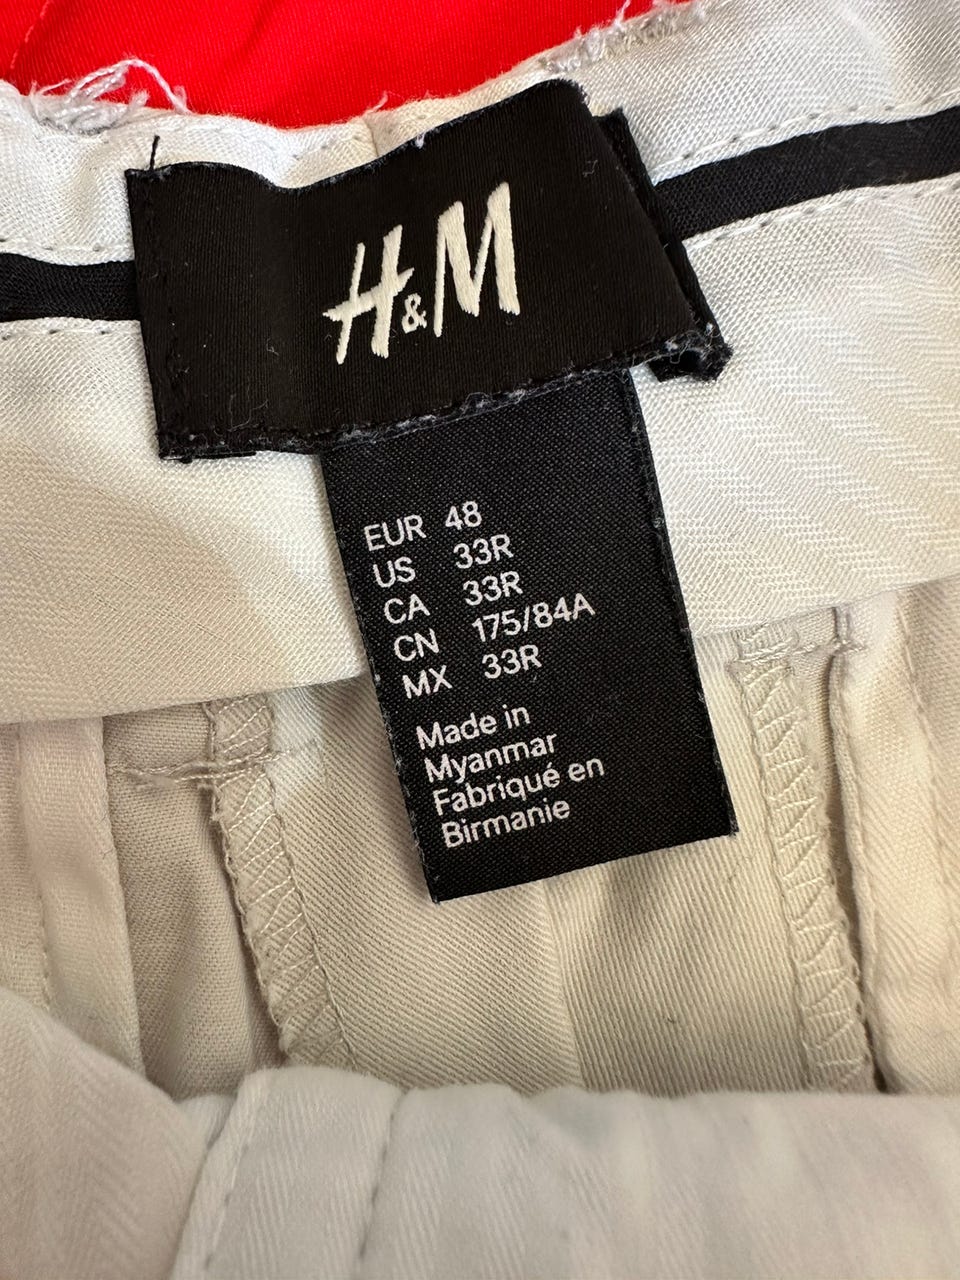 H&M
EUR 48
US 33R
CA 33R
CN 175/84A
MX 33R
Made in
Myanmar
Fabriqué en
Birmanie